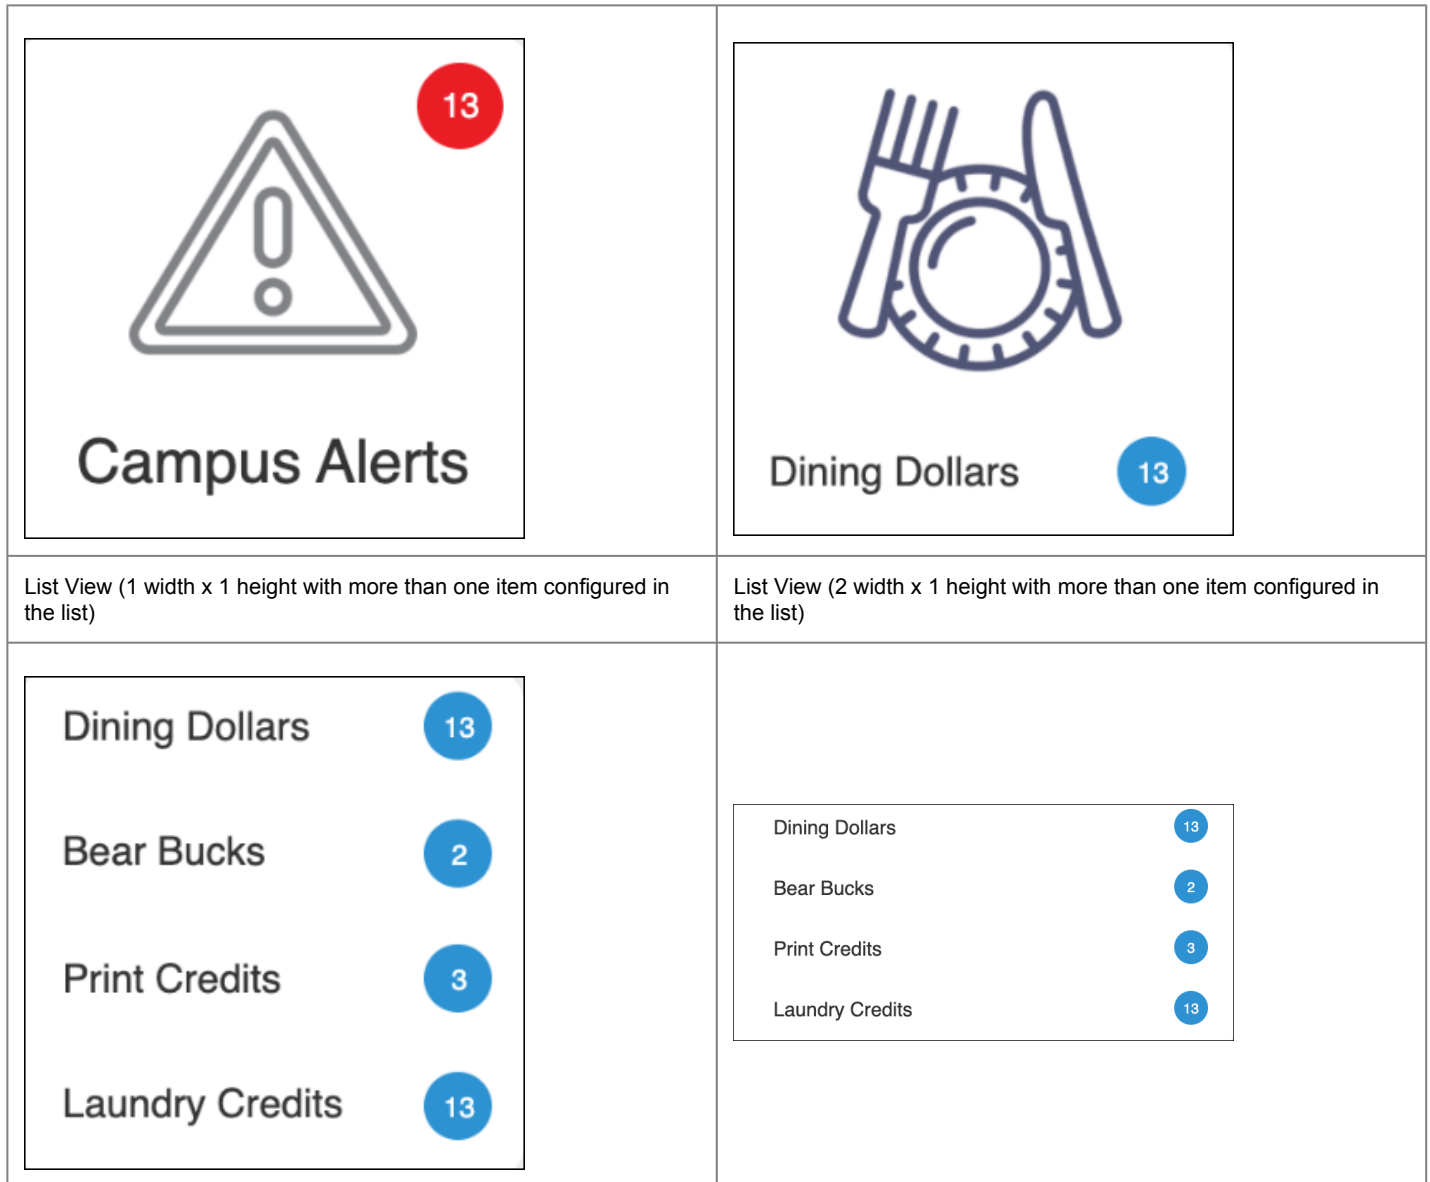 13
Campus Alerts
Dining Dollars 13
List View (1 width x 1 height with more than one item configured in
the list)
List View (2 width x 1 height with more than one item configured in
the list)
Dining Dollars 13
Bear Bucks 2
Print Credits 3
Laundry Credits 13
Dining Dollars 13
Bear Bucks 2
Print Credits 3
Laundry Credits 13